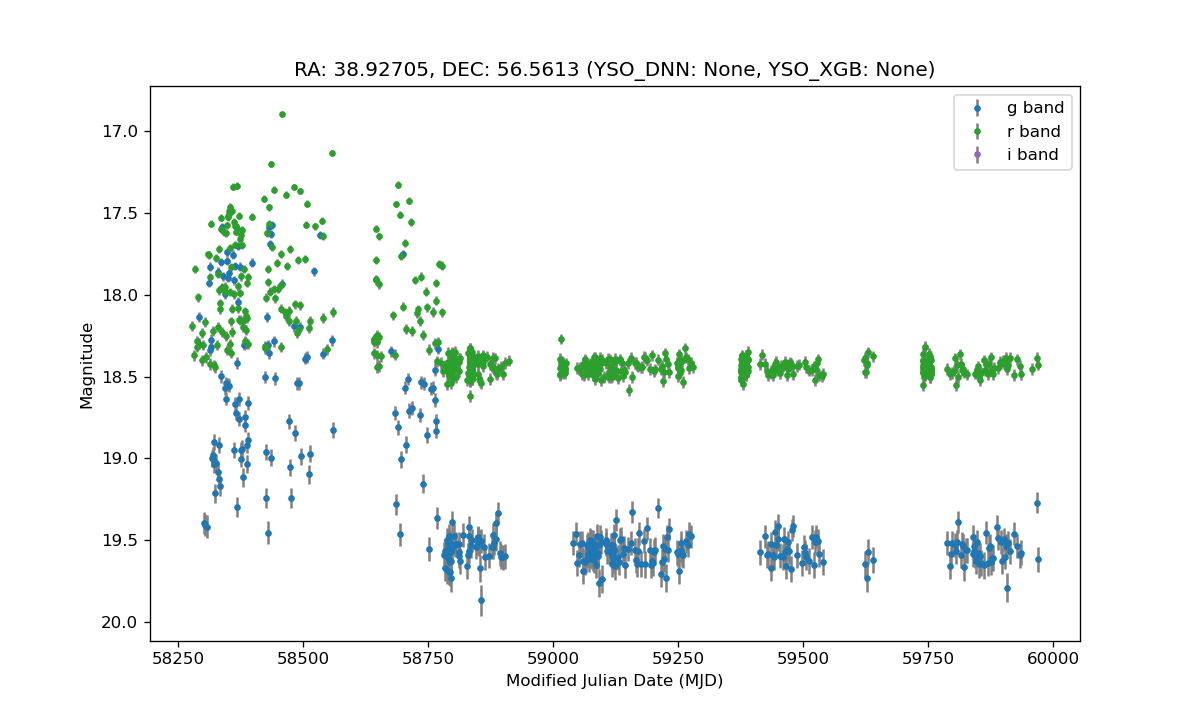 RA: 38.92705, DEC: 56.5613 (YSO_DNN: None, YSO_XGB: None)
g band
r band
i band
Magnitude
17.0
17.5
18.0
18.5
19.0
19.5
20.0
58250 58500 58750 59000 59250 59500 59750 60000
Modified Julian Date (MJD)